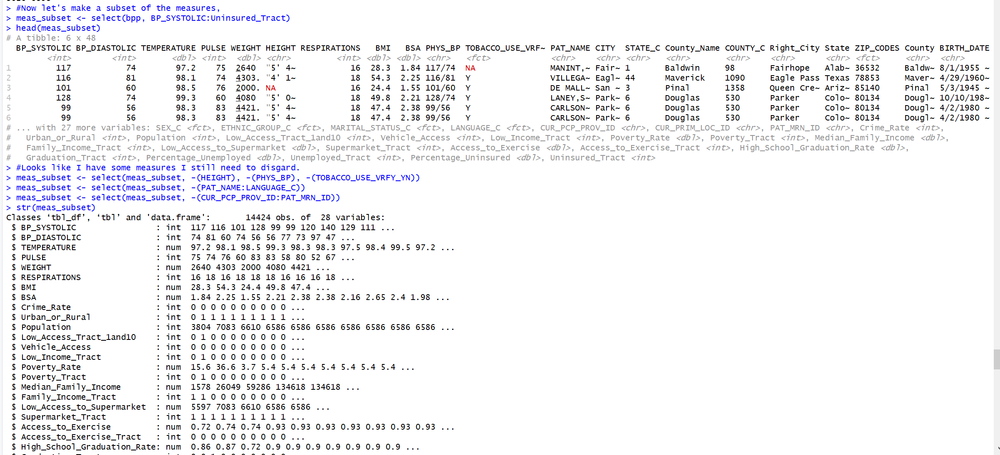 > #Now let's make a subset of the measures,
> meas_subset <- select(bpp, BP_SYSTOLIC:Uninsured_Tract)
> head(meas_subset)
# A tibble: 6 x 48
BP_SYSTOLIC BP_DIASTOLIC TEMPERATURE PULSE WEIGHT HEIGHT RESPIRATIONS BMI BSA PHYS_BP TOBACCO_USE_VRF~ PAT_NAME CITY STATE_C County_Name COUNTY_C Right_City State ZIP_CODES County BIRTH_DATE
<int> <int> <dbl> <int> <dbl> <chr> <int> <dbl> <dbl> <chr> <fct> <chr> <chr> <chr> <chr> <chr> <chr> <chr> <fct> <chr> <chr>
1 117 74 97.2 75 2640 "5' 4~ 16 28.3 1.84 117/74 NA MANINT,~ Fair~ 1 Baldwin 98 Fairhope Alab~ 36532 Baldw~ 8/1/1955 ~
2 116 81 98.1 74 4303. "4' 1~ 18 54.3 2.25 116/81 Y VILLEGA~ Eagl~ 44 Maverick 1090 Eagle Pass Texas 78853 Maver~ 4/29/1960~
3 101 60 98.5 76 2000. NA 16 24.4 1.55 101/60 Y DE MALL~ San ~ 3 Pinal 1358 Queen Cre~ Ariz~ 85140 Pinal 5/3/1945 ~
4 128 74 99.3 60 4080 "5' 0~ 18 49.8 2.21 128/74 Y LANEY,S~ Park~ 6 Douglas 530 Parker Colo~ 80134 Dougl~ 10/10/198~
5 99 56 98.3 83 4421. "5' 4~ 18 47.4 2.38 99/56 Y CARLSON~ Park~ 6 Douglas 530 Parker Colo~ 80134 Dougl~ 4/2/1980 ~
6 99 56 98.3 83 4421. "5' 4~ 18 47.4 2.38 99/56 Y CARLSON~ Park~ 6 Douglas 530 Parker Colo~ 80134 Dougl~ 4/2/1980 ~
# ... with 27 more variables: SEX_C <fct>, ETHNIC_GROUP_C <fct>, MARITAL_STATUS_C <fct>, LANGUAGE_C <fct>, CUR_PCP_PROV_ID <chr>, CUR_PRIM_LOC_ID <chr>, PAT_MRN_ID <chr>, Crime_Rate <int>,
# Urban_or_Rural <int>, Population <int>, Low_Access_Tract_1and10 <int>, Vehicle_Access <int>, Low_Income_Tract <int>, Poverty_Rate <dbl>, Poverty_Tract <int>, Median_Family_Income <dbl>,
# Family_Income_Tract <int>, Low_Access_to_Supermarket <dbl>, Supermarket_Tract <int>, Access_to_Exercise <dbl>, Access_to_Exercise_Tract <int>, High_School_Graduation_Rate <dbl>,
# Graduation_Tract <int>, Percentage_Unemployed <dbl>, Unemployed_Tract <int>, Percentage_Uninsured <dbl>, Uninsured_Tract <int>
> #Looks like I have some measures I still need to disgard.
> meas_subset <- select(meas_subset, -(HEIGHT), -(PHYS_BP), -(TOBACCO_USE_VRFY_YN))
> meas_subset <- select(meas_subset, -(PAT_NAME:LANGUAGE_C))
> meas_subset <- select(meas_subset, -(CUR_PCP_PROV_ID:PAT_MRN_ID))
> str(meas_subset)
Classes ‘tbl_df’, ‘tbl’ and 'data.frame': 14424 obs. of 28 variables:
$ BP_SYSTOLIC : int 117 116 101 128 99 99 120 140 129 111 ...
$ BP_DIASTOLIC : int 74 81 60 74 56 56 77 73 97 47 ...
$ TEMPERATURE : num 97.2 98.1 98.5 99.3 98.3 98.3 97.5 98.4 99.5 97.2 ...
$ PULSE : int 75 74 76 60 83 83 58 80 52 67 ...
$ WEIGHT : num 2640 4303 2000 4080 4421 ...
$ RESPIRATIONS : int 16 18 16 18 18 18 16 16 16 18 ...
$ BMI : num 28.3 54.3 24.4 49.8 47.4 ...
$ BSA : num 1.84 2.25 1.55 2.21 2.38 2.38 2.16 2.65 2.4 1.98 ...
$ Crime_Rate : int 0 0 0 0 0 0 0 0 0 0 ...
$ Urban_or_Rural : int 0 1 1 1 1 1 1 1 1 1 ...
$ Population : int 3804 7083 6610 6586 6586 6586 6586 6586 6586 6586 ...
$ Low_Access_Tract_1and10 : int 0 1 0 0 0 0 0 0 0 0 ...
$ Vehicle_Access : int 0 0 0 0 0 0 0 0 0 0 ...
$ Low_Income_Tract : int 0 1 0 0 0 0 0 0 0 0 ...
$ Poverty_Rate : num 15.6 36.6 3.7 5.4 5.4 5.4 5.4 5.4 5.4 5.4 ...
$ Poverty_Tract : int 0 1 0 0 0 0 0 0 0 0 ...
$ Median_Family_Income : num 1578 26049 59286 134618 134618 ...
$ Family_Income_Tract : int 1 1 0 0 0 0 0 0 0 0 ...
$ Low_Access_to_Supermarket : num 5597 7083 6610 6586 6586 ...
$ Supermarket_Tract : int 1 1 1 1 1 1 1 1 1 1 ...
$ Access_to_Exercise : num 0.72 0.74 0.74 0.93 0.93 0.93 0.93 0.93 0.93 0.93 ...
$ Access_to_Exercise_Tract : int 0 0 0 0 0 0 0 0 0 0 ...
$ High_School_Graduation_Rate: num 0.86 0.87 0.72 0.9 0.9 0.9 0.9 0.9 0.9 0.9 ...